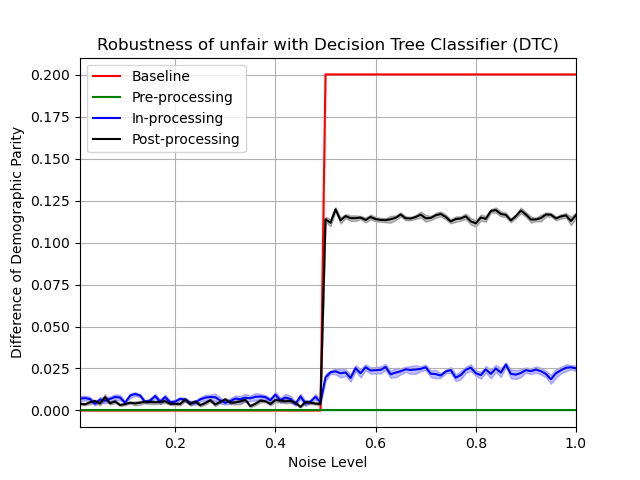 Robustness of unfair with Decision Tree Classifier (DTC)
Baseline
Pre-processing
In-processing
Post-processing
Difference of Demographic Parity
0.200
0.175
0.150
0.125
0.100
0.075
0.050
0.025
0.000
0.2 0.4 0.6 0.8 1.0
Noise Level